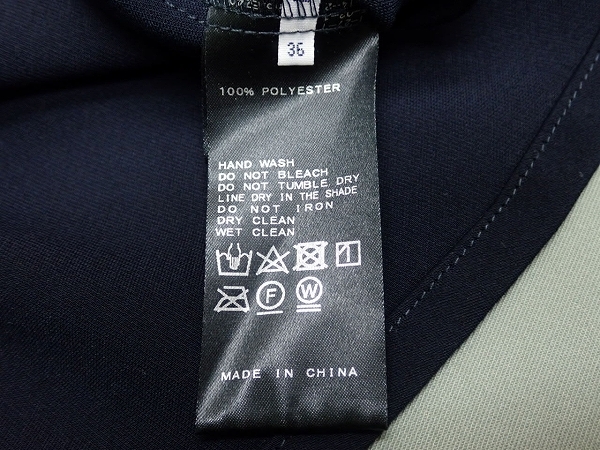 36
100% POLYESTER
HAND WASH
DO NOT BLEACH
DO NOT TUMBLE DRY
LINE DRY IN THE SHADE
DO NOT IRON
DRY CLEAN
WET CLEAN
F W
MADE IN CHINA